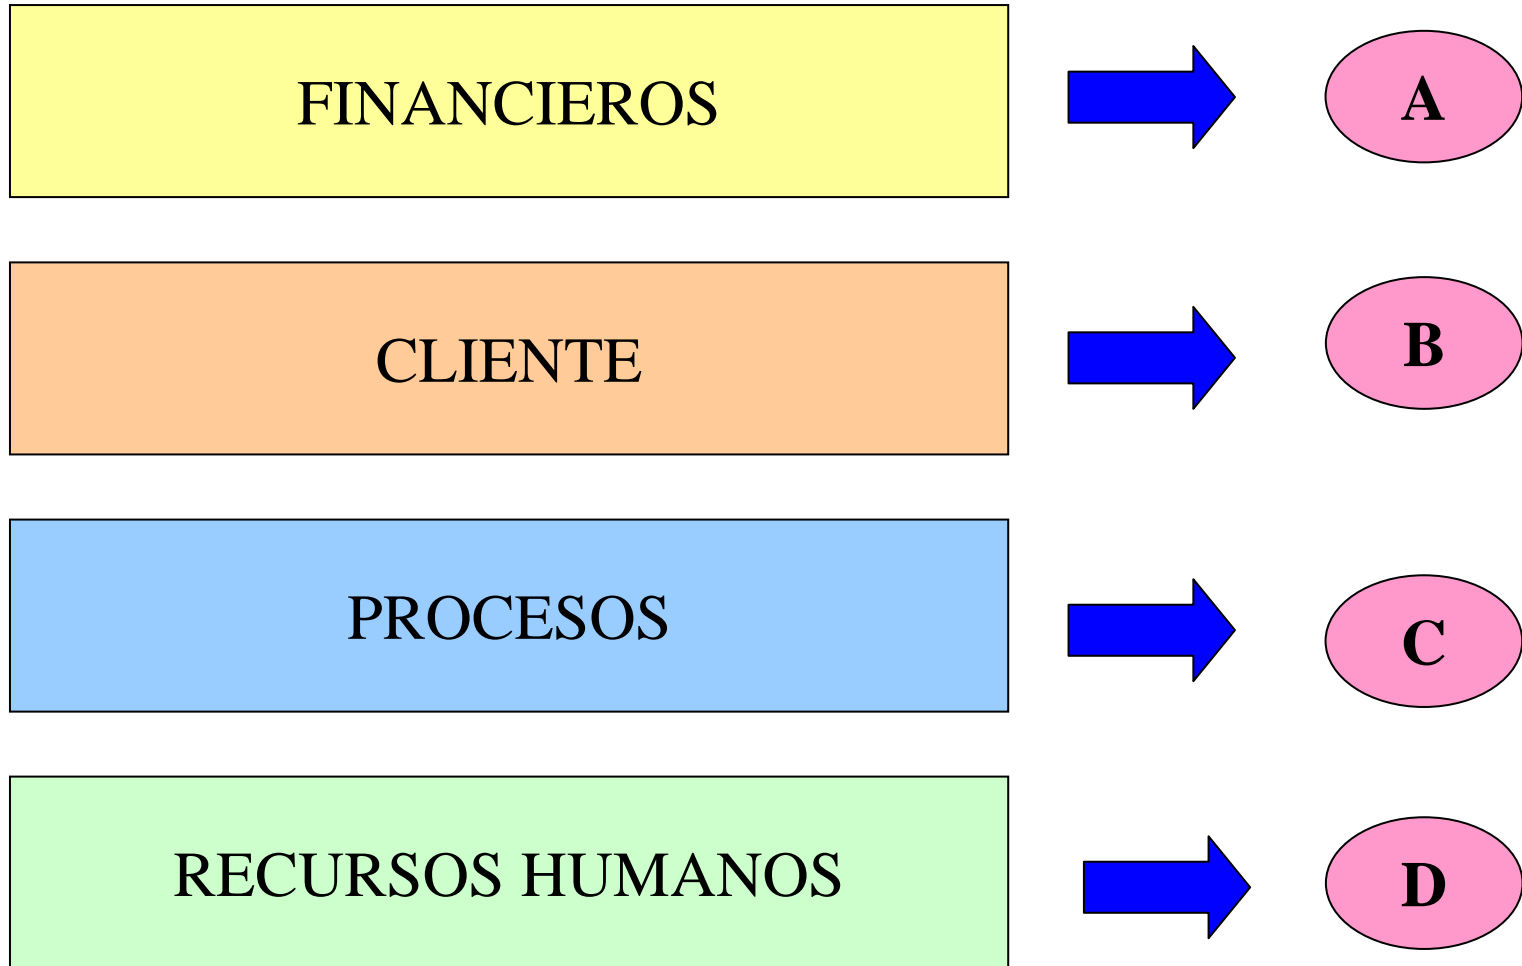 FINANCIEROS
A
CLIENTE
B
PROCESOS
C
RECURSOS HUMANOS
D